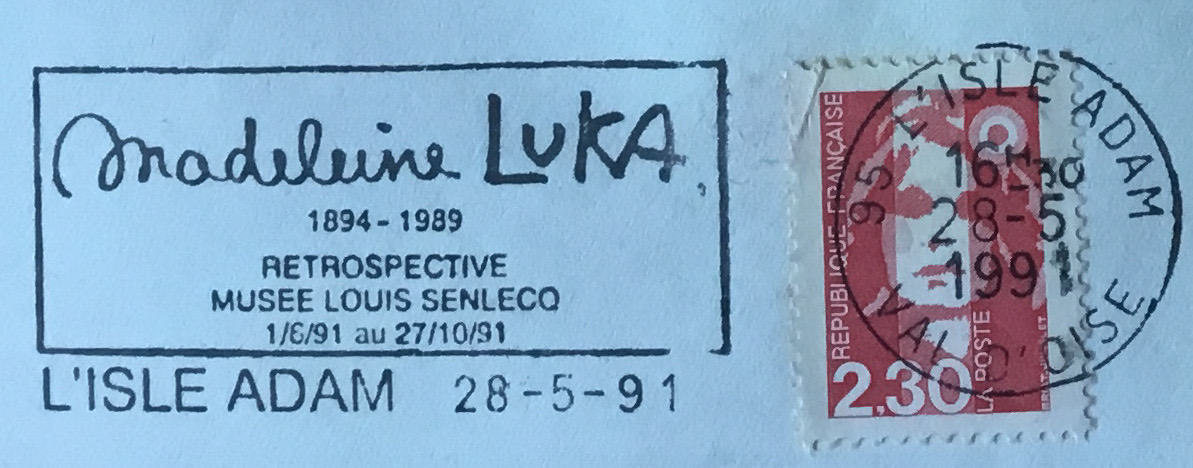 Madeleine LUKA,
1894 - 1989
RETROSPECTIVE
MUSEE LOUIS SENLECQ
1/6/91 au 27/10/91
L'ISLE ADAM 28-5-91
95 L'ISLE ADAM
16H30
28-5
1991
VAL D'OISE
REPUBLIQUE FRANÇAISE
2,30
LA POSTE